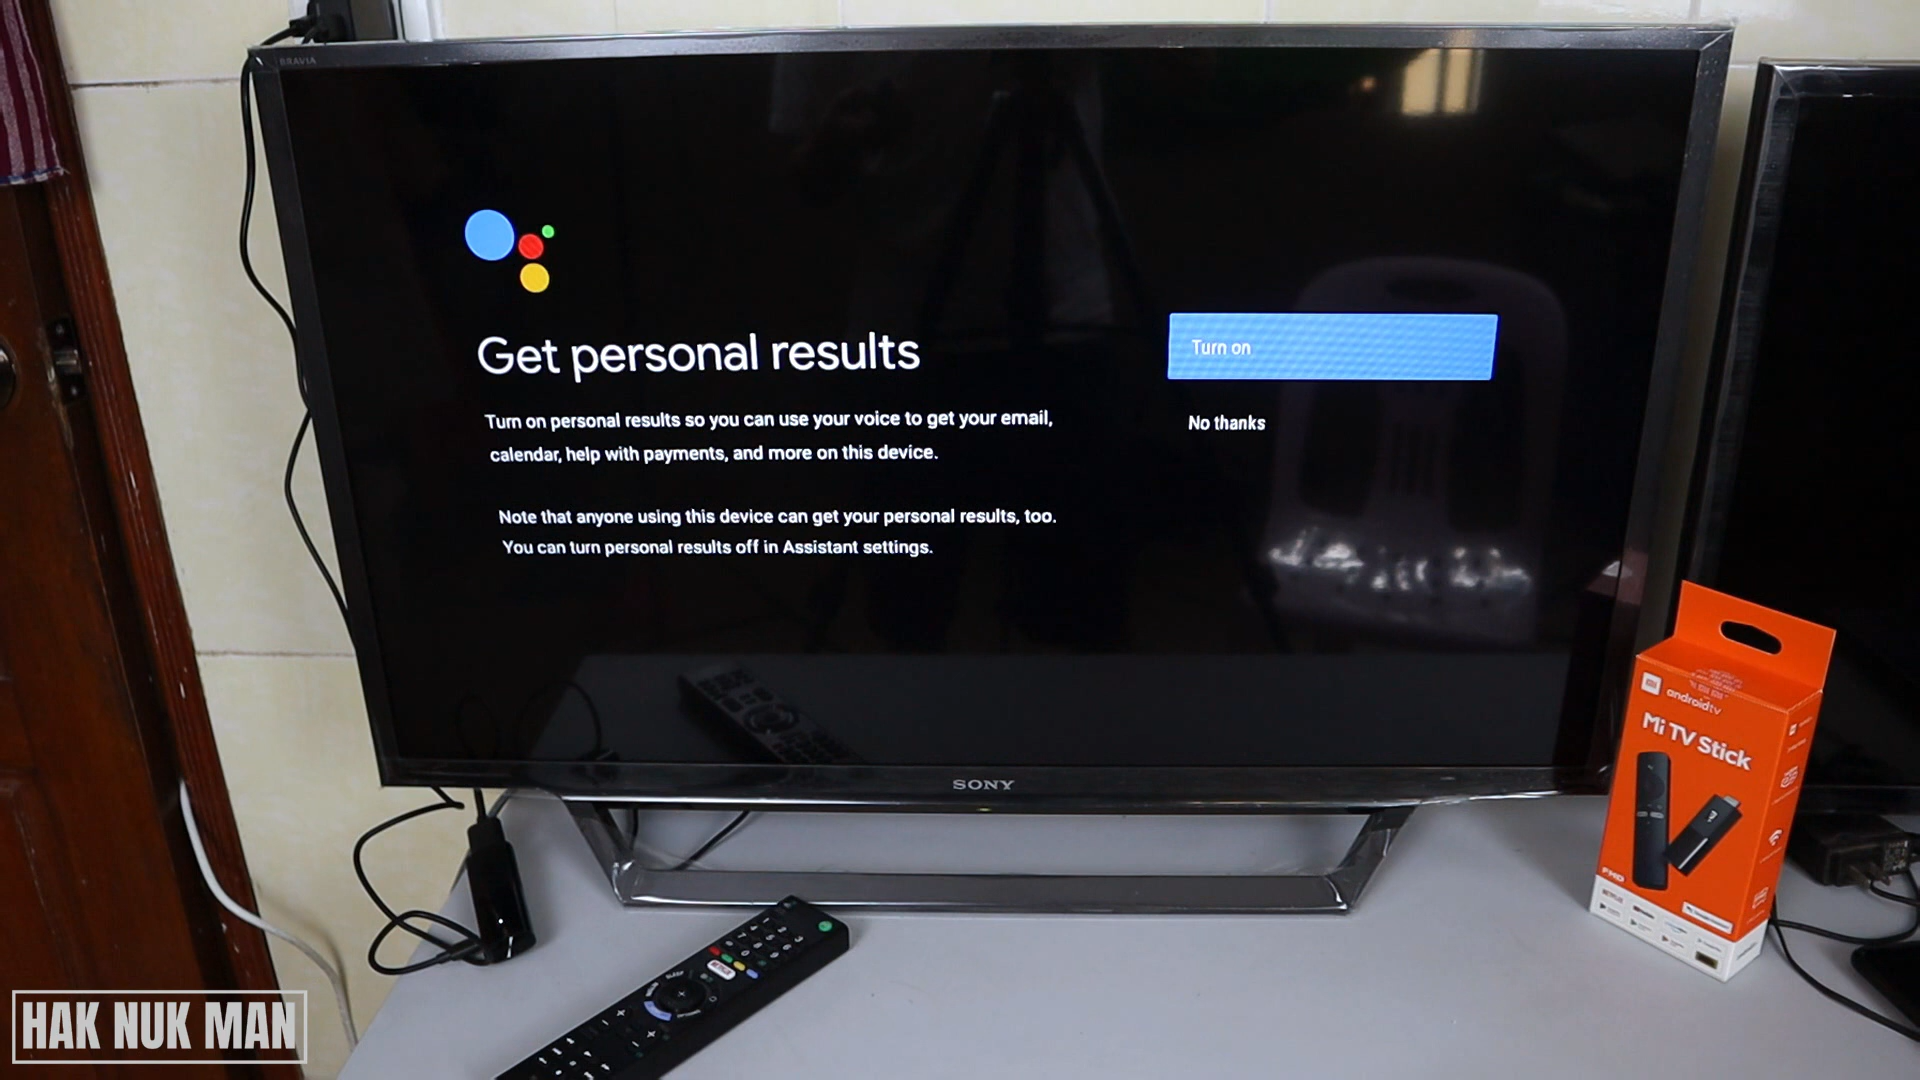 BRAVIA
Get personal results
Turn on personal results so you can use your voice to get your email,
calendar, help with payments, and more on this device.
Note that anyone using this device can get your personal results, too.
You can turn personal results off in Assistant settings.
Turn on
No thanks
SONY
androidtv
Mi TV Stick
FHD
NETFLIX
HAK NUK MAN